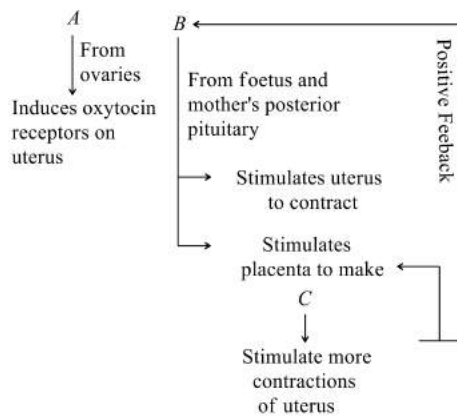 A
B
From
ovaries
Induces oxytocin
receptors on
uterus
From foetus and
mother's posterior
pituitary
Positive Feeback
Stimulates uterus
to contract
Stimulates
placenta to make
C
Stimulate more
contractions
of uterus